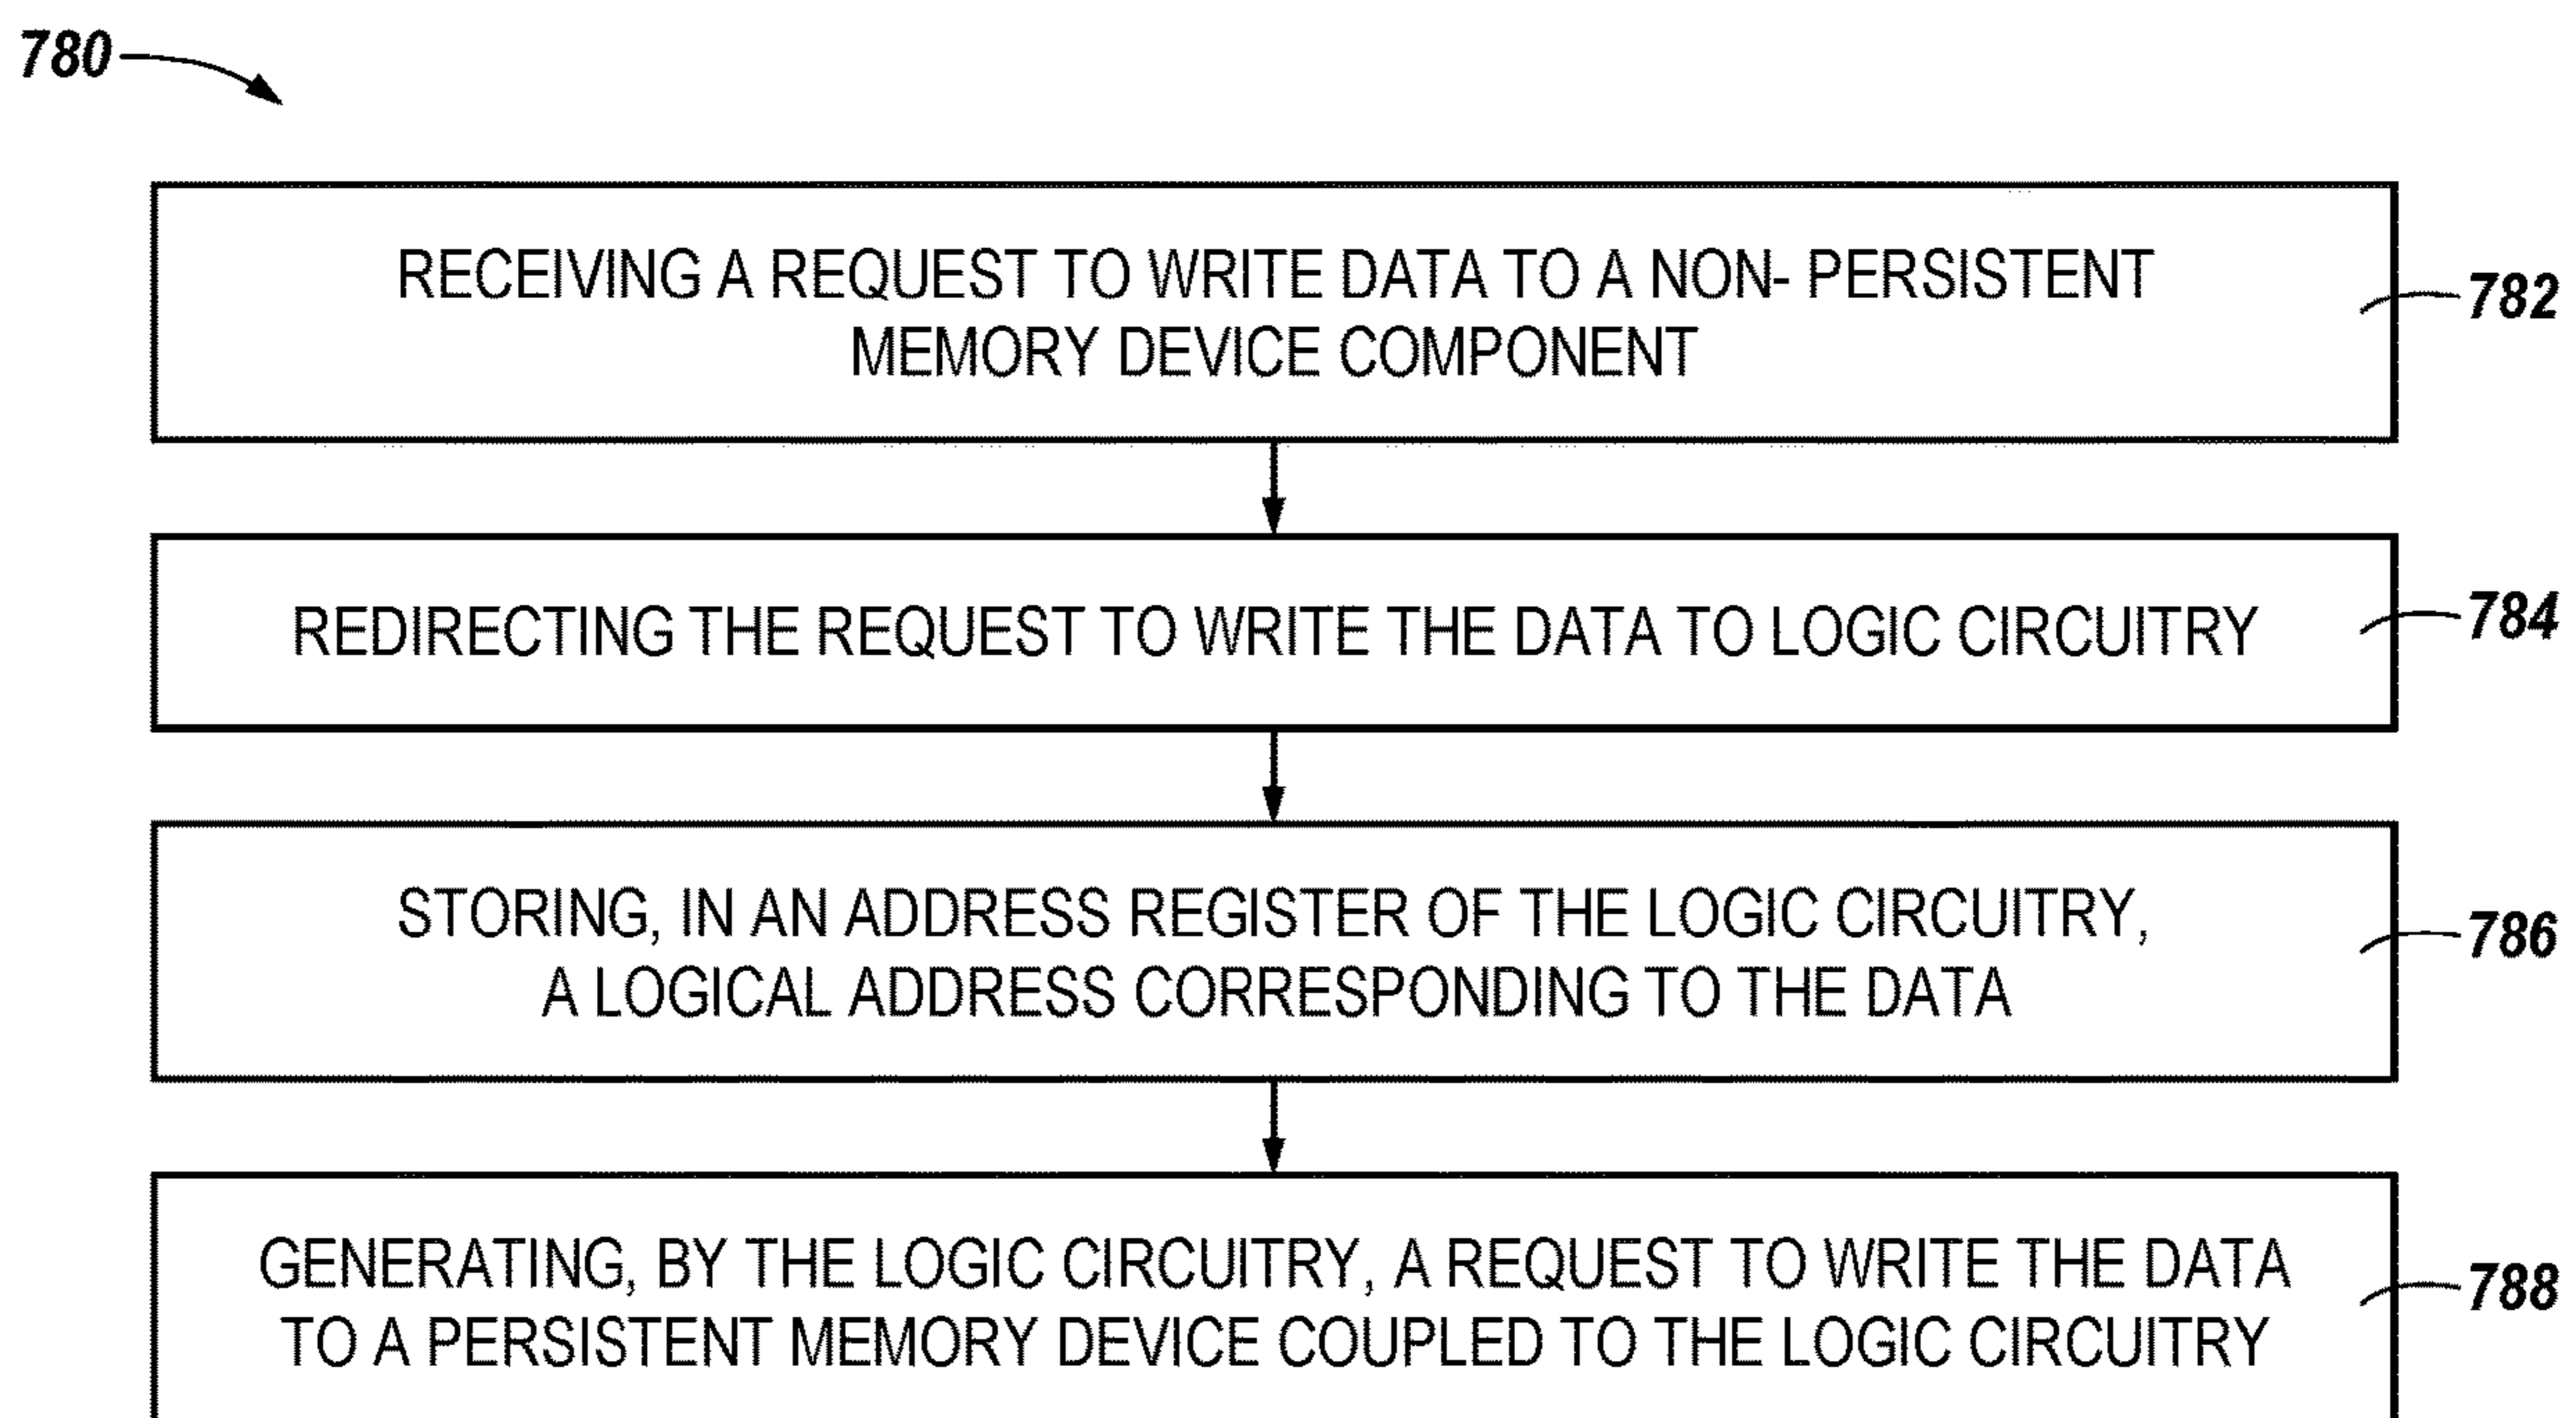 780
RECEIVING A REQUEST TO WRITE DATA TO A NON- PERSISTENT
MEMORY DEVICE COMPONENT
782
REDIRECTING THE REQUEST TO WRITE THE DATA TO LOGIC CIRCUITRY
784
STORING, IN AN ADDRESS REGISTER OF THE LOGIC CIRCUITRY,
A LOGICAL ADDRESS CORRESPONDING TO THE DATA
786
GENERATING, BY THE LOGIC CIRCUITRY, A REQUEST TO WRITE THE DATA
TO A PERSISTENT MEMORY DEVICE COUPLED TO THE LOGIC CIRCUITRY
788